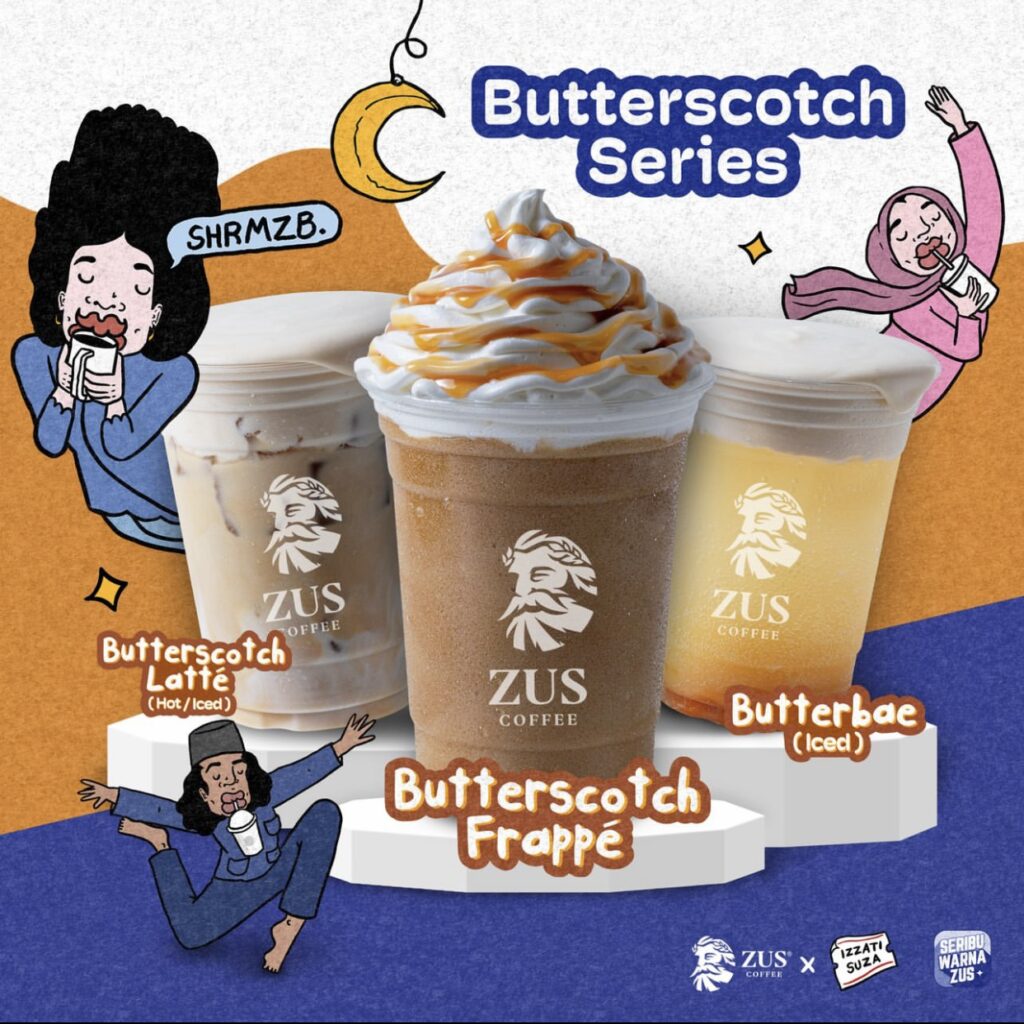 Butterscotch
Series
SHRMZB.
ZUS
COFFEE
ZUS
COFFEE
ZUS
COFFEE
Butterscotch
Latté
(Hot / Iced)
Butterscotch
Frappé
Butterbae
(Iced)
ZUS®
COFFEE
x
IZZATI
SUZA
SERIBU
WARNA
ZUS+